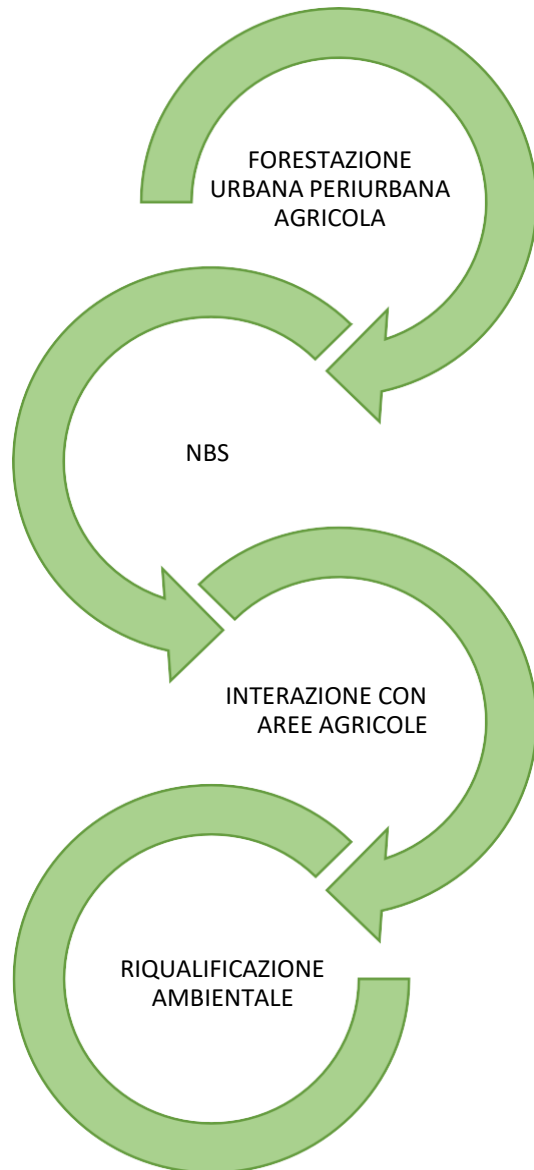 FORESTAZIONE
URBANA PERIURBANA
AGRICOLA
NBS
INTERAZIONE CON
AREE AGRICOLE
RIQUALIFICAZIONE
AMBIENTALE